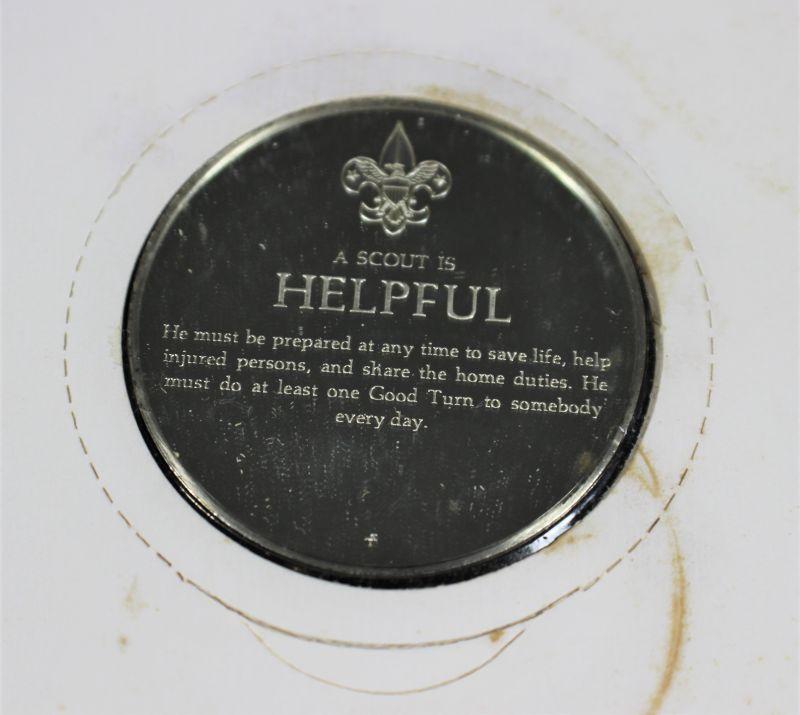 A SCOUT IS
HELPFUL
He must be prepared at any time to save life, help
injured persons, and share the home duties. He
must do at least one Good Turn to somebody
every day.